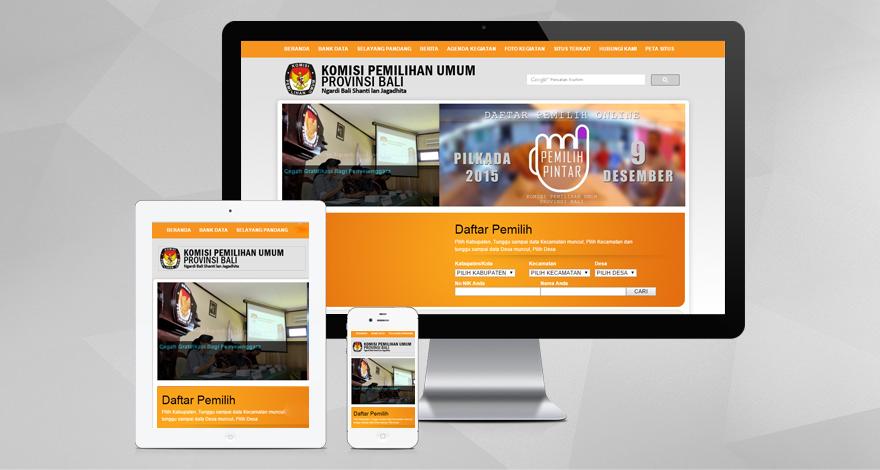 BERANDA BANK DATA SELAYANG PANDANG BERITA AGENDA KEGIATAN FOTO KEGIATAN SITUS TERKAIT HUBUNGI KAMI PETA SITUS
KOMISI PEMILIHAN UMUM
PROVINSI BALI
Ngardi Bali Shanti lan Jagadhita
Google
DAFTAR PEMILIH ONLINE
PILKADA
2015
PEMILIH
PINTAR
9
DESEMBER
KOMISI PEMILIHAN UMUM
PROVINSI BALI
Cegah Gratifikasi Bagi Penyelenggara
Daftar Pemilih
Pilih Kabupaten, Tunggu sampai data Kecamatan muncul, Pilih Kecamatan dan
tunggu sampai data Desa muncul, Pilih Desa
Kabupaten/Kota Kecamatan Desa
PILIH KABUPATEN PILIH KECAMATAN PILIH DESA
No NIK Anda Nama Anda
CARI
BERANDA BANK DATA SELAYANG PANDANG
KOMISI PEMILIHAN UMUM
PROVINSI BALI
Ngardi Bali Shanti lan Jagadhita
Cegah Gratifikasi Bagi Penyelenggara
Daftar Pemilih
Pilih Kabupaten, Tunggu sampai data Kecamatan muncul,
tunggu sampai data Desa muncul, Pilih Desa
BERANDA BANK DATA SELAYANG PANDANG
KOMISI PEMILIHAN UMUM
PROVINSI BALI
Daftar Pemilih